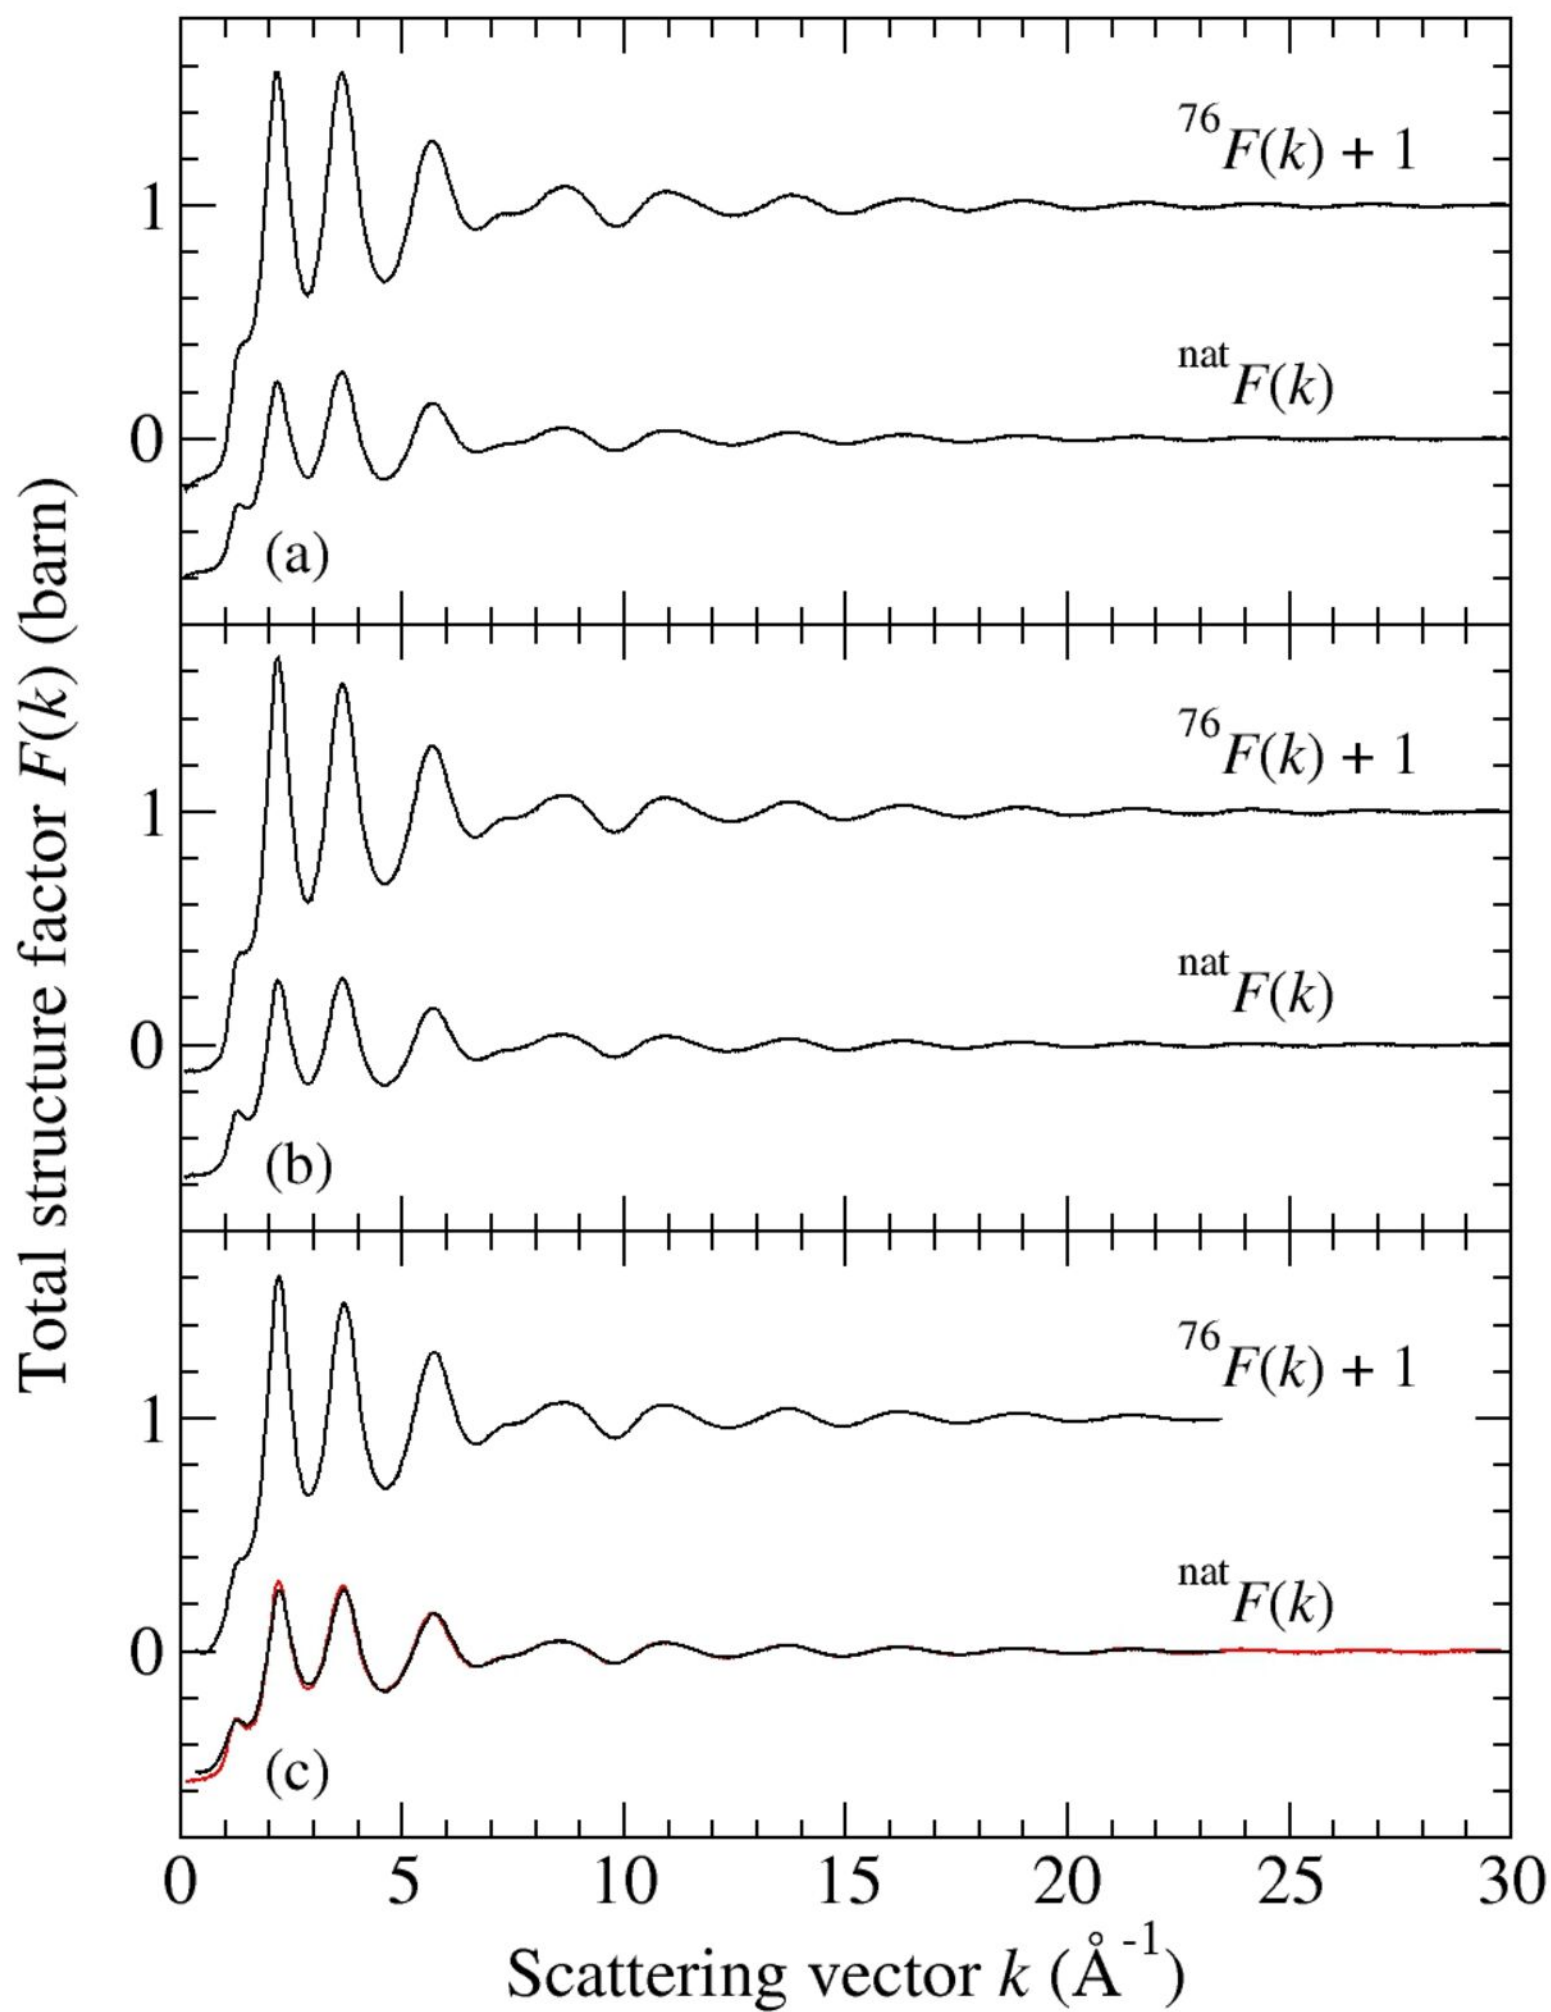 Total structure factor F(k) (barn)
⁷⁶F(k) + 1
1
ⁿᵃᵗF(k)
0
(a)
⁷⁶F(k) + 1
1
ⁿᵃᵗF(k)
0
(b)
⁷⁶F(k) + 1
1
ⁿᵃᵗF(k)
0
(c)
0 5 10 15 20 25 30
Scattering vector k (Å⁻¹)